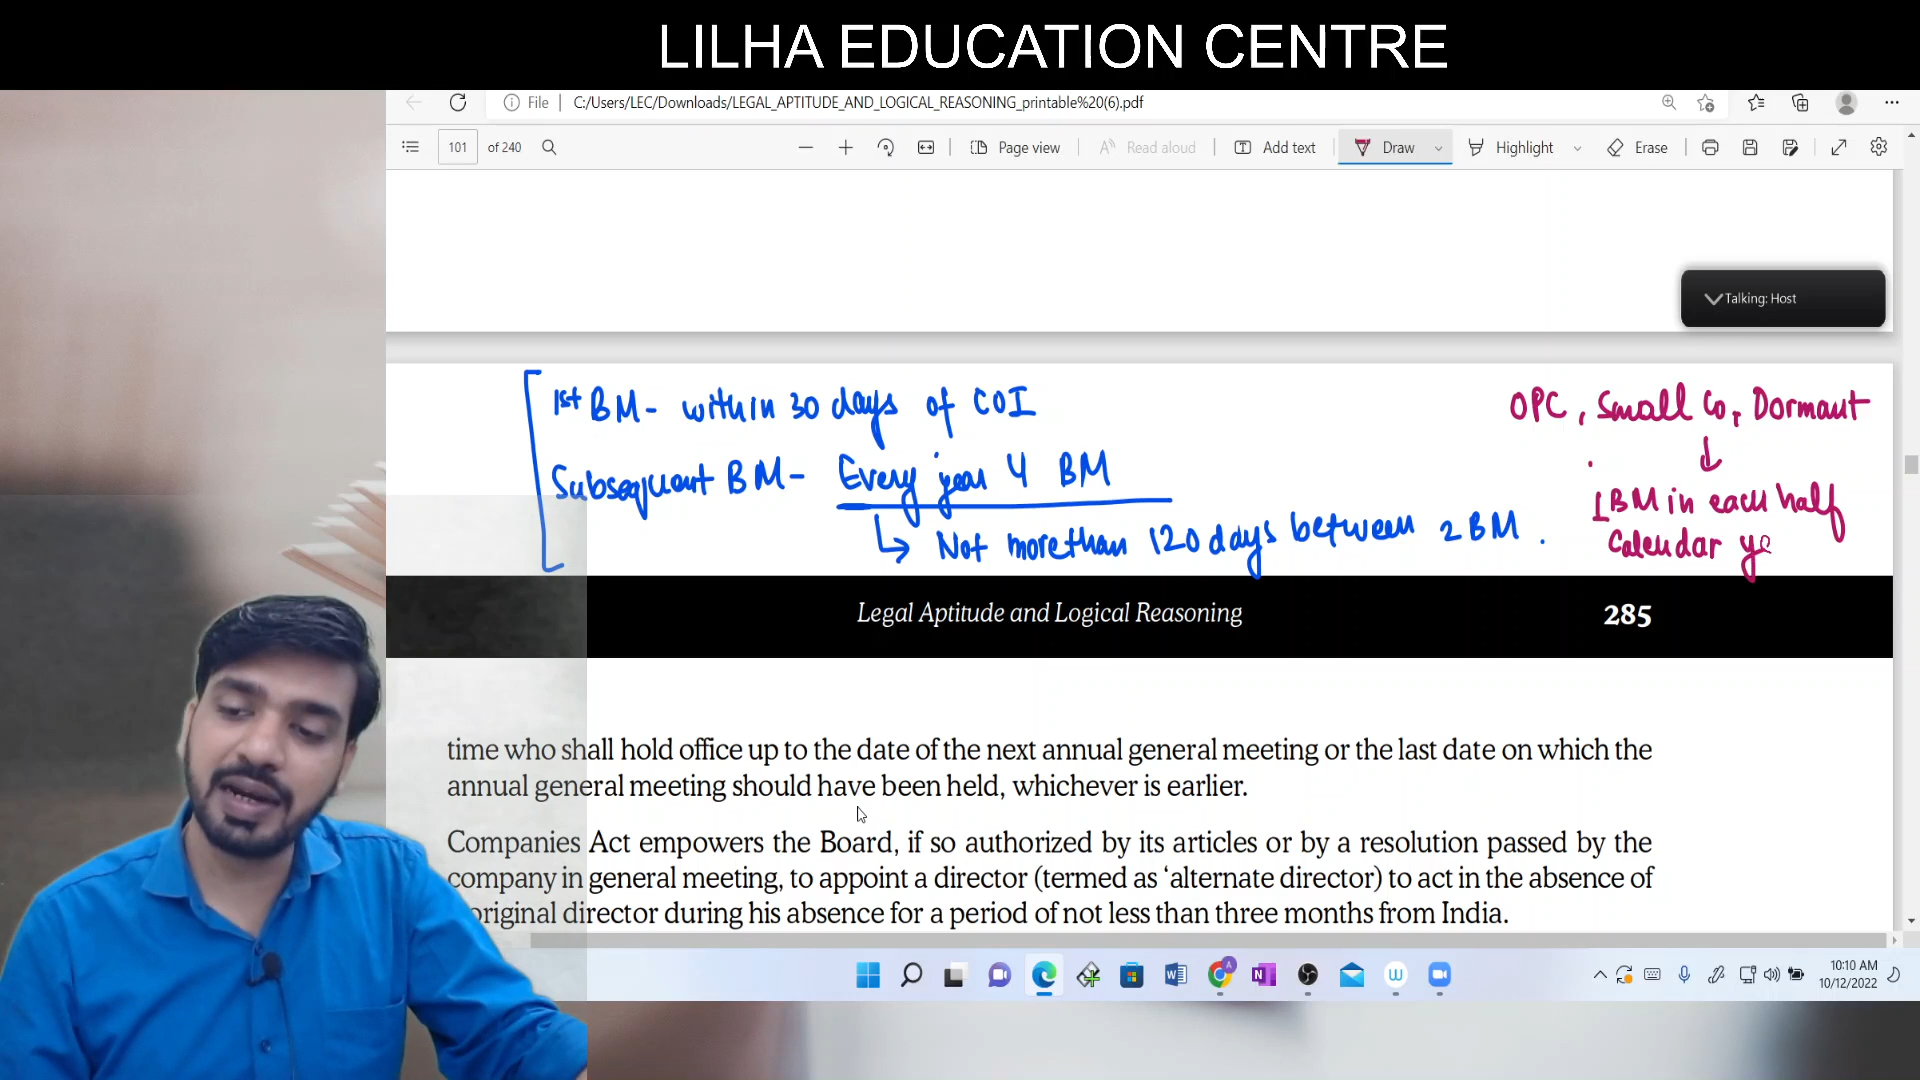 LILHA EDUCATION CENTRE
File | C:/Users/LEC/Downloads/LEGAL_APTITUDE_AND_LOGICAL_REASONING_printable%20(6).pdf
101 of 240 Page view Read aloud Add text Draw Highlight Erase
Talking: Host
1st BM- within 30 days of COI
Subsequent BM- Every year 4 BM
Not morethan 120 days between 2 BM.
OPC, Small Co, Dormant
1 BM in each half
Calendar ye
Legal Aptitude and Logical Reasoning 285
time who shall hold office up to the date of the next annual general meeting or the last date on which the
annual general meeting should have been held, whichever is earlier.
Companies Act empowers the Board, if so authorized by its articles or by a resolution passed by the
company in general meeting, to appoint a director (termed as ‘alternate director) to act in the absence of
original director during his absence for a period of not less than three months from India.
10:10 AM
10/12/2022